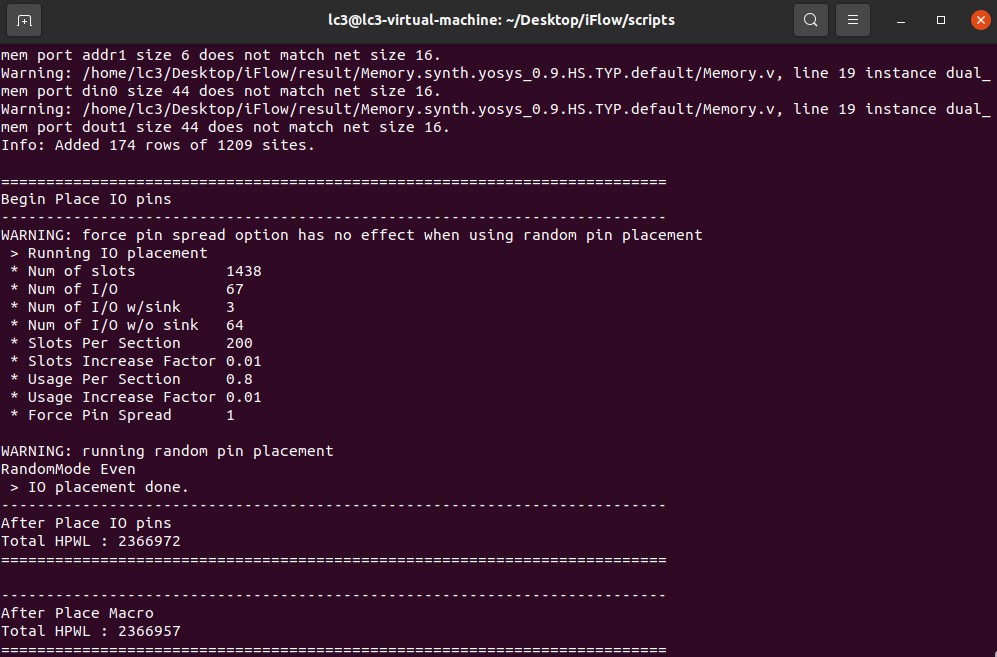 lc3@lc3-virtual-machine: ~/Desktop/iFlow/scripts
mem port addr1 size 6 does not match net size 16.
Warning: /home/lc3/Desktop/iFlow/result/Memory.synth.yosys_0.9.HS.TYP.default/Memory.v, line 19 instance dual_
mem port din0 size 44 does not match net size 16.
Warning: /home/lc3/Desktop/iFlow/result/Memory.synth.yosys_0.9.HS.TYP.default/Memory.v, line 19 instance dual_
mem port dout1 size 44 does not match net size 16.
Info: Added 174 rows of 1209 sites.
==========================================================================
Begin Place IO pins
--------------------------------------------------------------------------
WARNING: force pin spread option has no effect when using random pin placement
 > Running IO placement
 * Num of slots          1438
 * Num of I/O            67
 * Num of I/O w/sink     3
 * Num of I/O w/o sink   64
 * Slots Per Section     200
 * Slots Increase Factor 0.01
 * Usage Per Section     0.8
 * Usage Increase Factor 0.01
 * Force Pin Spread      1
WARNING: running random pin placement
RandomMode Even
 > IO placement done.
--------------------------------------------------------------------------
After Place IO pins
Total HPWL : 2366972
==========================================================================
--------------------------------------------------------------------------
After Place Macro
Total HPWL : 2366957
==========================================================================